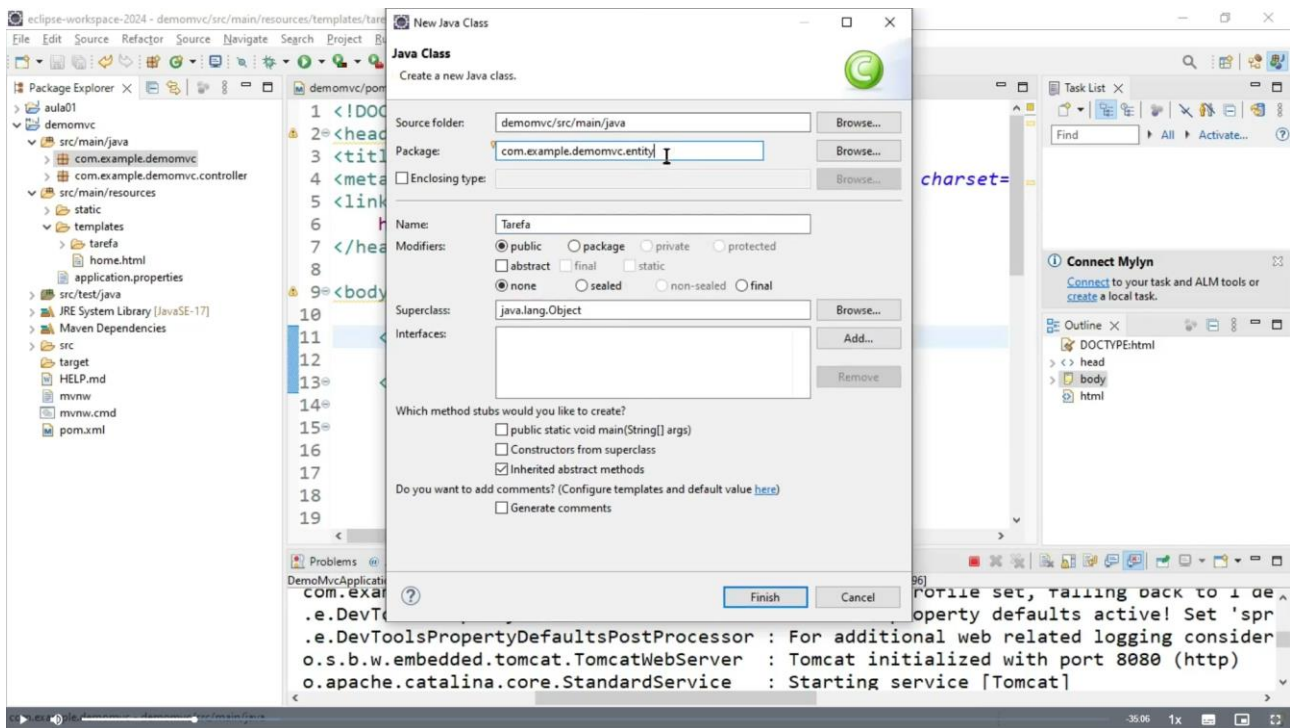 eclipse-workspace-2024 - demomvc/src/main/resources/templates/tare
File Edit Source Refactor Source Navigate Search Project Ru
Package Explorer
aula01
demomvc
src/main/java
com.example.demomvc
com.example.demomvc.controller
src/main/resources
static
templates
tarefa
home.html
application.properties
src/test/java
JRE System Library [JavaSE-17]
Maven Dependencies
src
target
HELP.md
mvnw
mvnw.cmd
pom.xml
demomvc/pom
1 <!DOC
2 <head
3 <titl
4 <meta
charset=
5 <link
6 h
7 </hea
8
9 <body
10
11 <
12
13 <
14
15
16
17
18
19
New Java Class
Java Class
Create a new Java class.
Source folder: demomvc/src/main/java Browse...
Package: com.example.demomvc.entity Browse...
Enclosing type: Browse...
Name: Tarefa
Modifiers: public package private protected
abstract final static
none sealed non-sealed final
Superclass: java.lang.Object Browse...
Interfaces: Add...
Remove
Which method stubs would you like to create?
public static void main(String[] args)
Constructors from superclass
Inherited abstract methods
Do you want to add comments? (Configure templates and default value here)
Generate comments
Finish Cancel
Task List
Find All Activate...
Connect Mylyn
Connect to your task and ALM tools or
create a local task.
Outline
DOCTYPE:html
head
body
html
Problems
DemoMvcApplicati
96]
com.exam
rofile set, falling back to 1 de
.e.DevTo
operty defaults active! Set 'spr
.e.DevToolsPropertyDefaultsPostProcessor : For additional web related logging consider
o.s.b.w.embedded.tomcat.TomcatWebServer : Tomcat initialized with port 8080 (http)
o.apache.catalina.core.StandardService : Starting service [Tomcat]
com.example.demomvc - demomvc/src/main/java
-35:06 1x